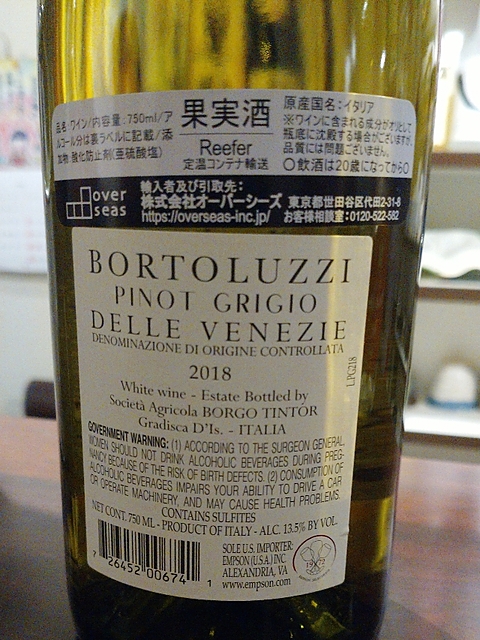 品名:ワイン/内容量:750ml/ア
ルコール分は裏ラベルに記載/添
加物:酸化防止剤(亜硫酸塩)
果実酒
Reefer
定温コンテナ輸送
原産国名:イタリア
※ワインに含まれる成分がオリとして
瓶底に沈殿する場合がございますが、
品質には問題ございません。
〇飲酒は20歳になってから〇
over
seas
輸入者及び引取先:
株式会社オーバーシーズ 東京都世田谷区代田2-31-8
https://overseas-inc.jp/ お客様相談室:0120-522-582
BORTOLUZZI
PINOT GRIGIO
DELLE VENEZIE
DENOMINAZIONE DI ORIGINE CONTROLLATA
2018
L.PG218
White wine - Estate Bottled by
Società Agricola BORGO TINTOR
Gradisca D'Is. - ITALIA
GOVERNMENT WARNING: (1) ACCORDING TO THE SURGEON GENERAL,
WOMEN SHOULD NOT DRINK ALCOHOLIC BEVERAGES DURING PREG-
NANCY BECAUSE OF THE RISK OF BIRTH DEFECTS. (2) CONSUMPTION OF
ALCOHOLIC BEVERAGES IMPAIRS YOUR ABILITY TO DRIVE A CAR
OR OPERATE MACHINERY, AND MAY CAUSE HEALTH PROBLEMS.
CONTAINS SULFITES
NET CONT. 750 ML - PRODUCT OF ITALY - ALC. 13.5% BY VOL.
7 26452 00674 1
SOLE U.S. IMPORTER:
EMPSON (U.S.A.) INC
ALEXANDRIA, VA
www.empson.com
1972